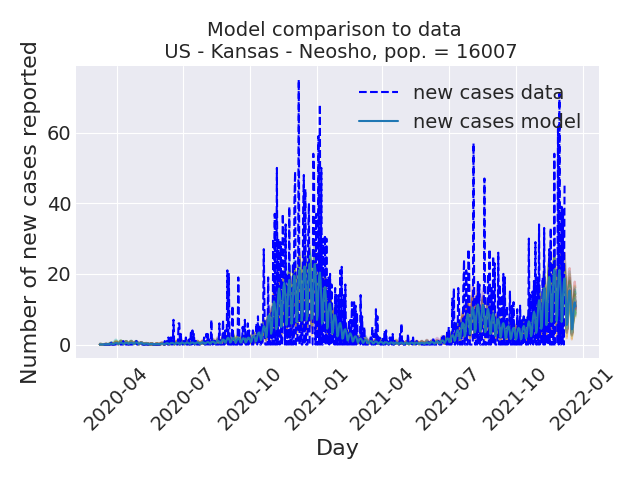 Model comparison to data
US - Kansas - Neosho, pop. = 16007
Number of new cases reported
60
40
20
0
new cases data
new cases model
2020-04
2020-07
2020-10
2021-01
2021-04
2021-07
2021-10
2022-01
Day